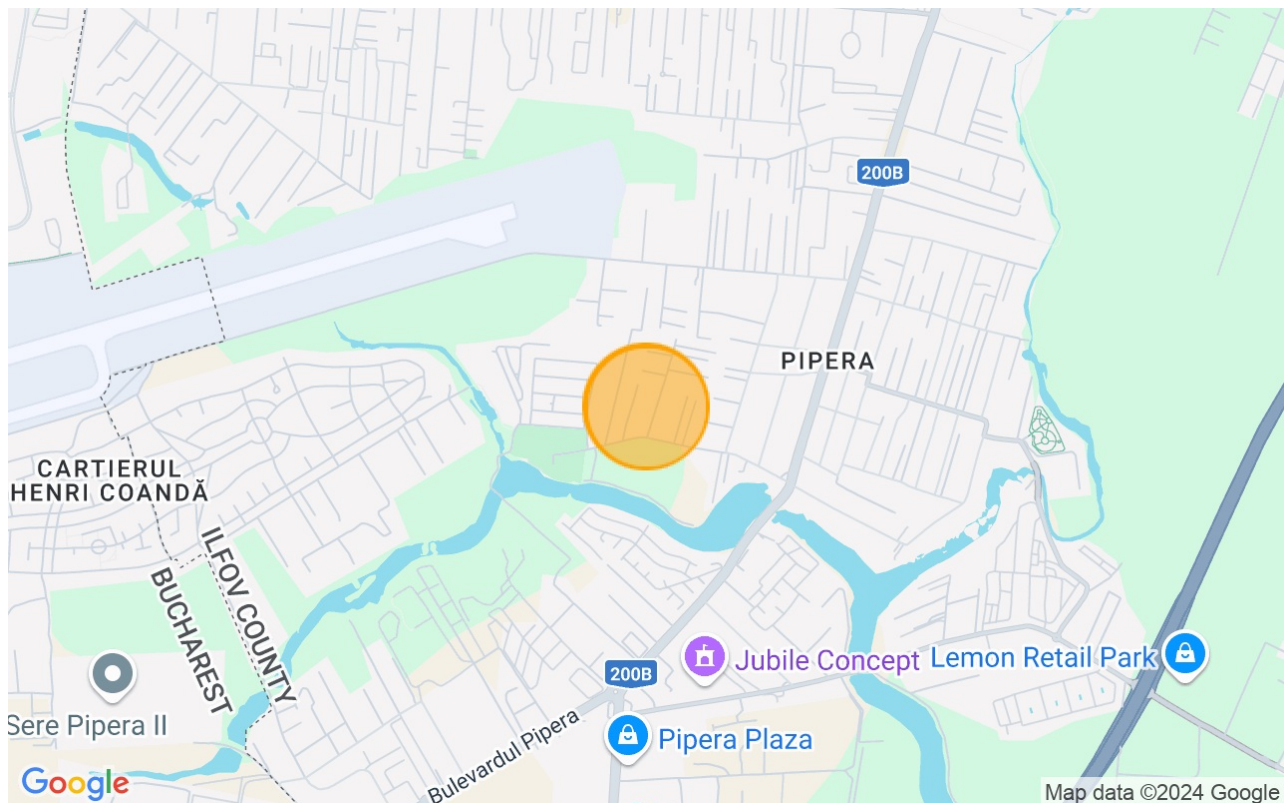 200B
PIPERA
CARTIERUL
HENRI COANDĂ
ILFOV COUNTY
BUCHAREST
Jubile Concept
Lemon Retail Park
200B
Sere Pipera II
Bulevardul Pipera
Pipera Plaza
Google
Map data ©2024 Google